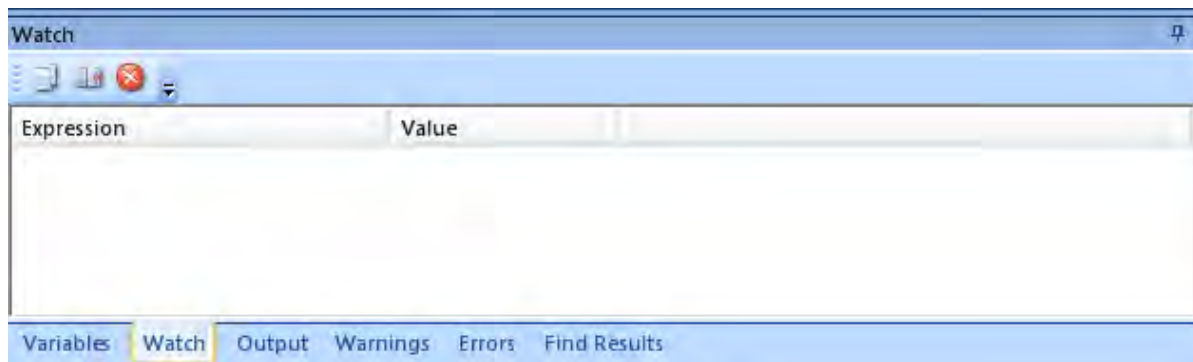 Watch
Expression Value
Variables Watch Output Warnings Errors Find Results